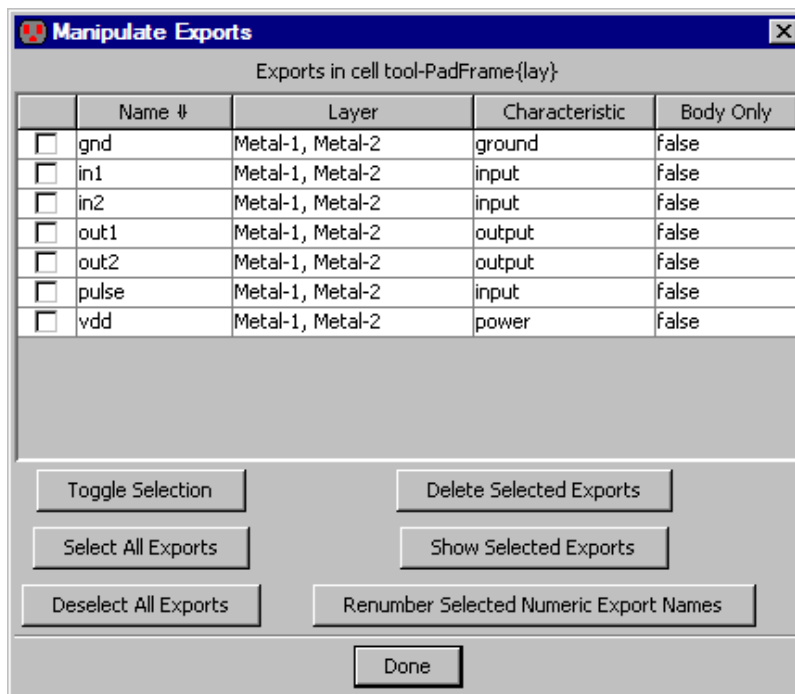 Manipulate Exports
Exports in cell tool-PadFrame{lay}
Name ⇓ Layer Characteristic Body Only
gnd Metal-1, Metal-2 ground false
in1 Metal-1, Metal-2 input false
in2 Metal-1, Metal-2 input false
out1 Metal-1, Metal-2 output false
out2 Metal-1, Metal-2 output false
pulse Metal-1, Metal-2 input false
vdd Metal-1, Metal-2 power false
Toggle Selection Delete Selected Exports
Select All Exports Show Selected Exports
Deselect All Exports Renumber Selected Numeric Export Names
Done